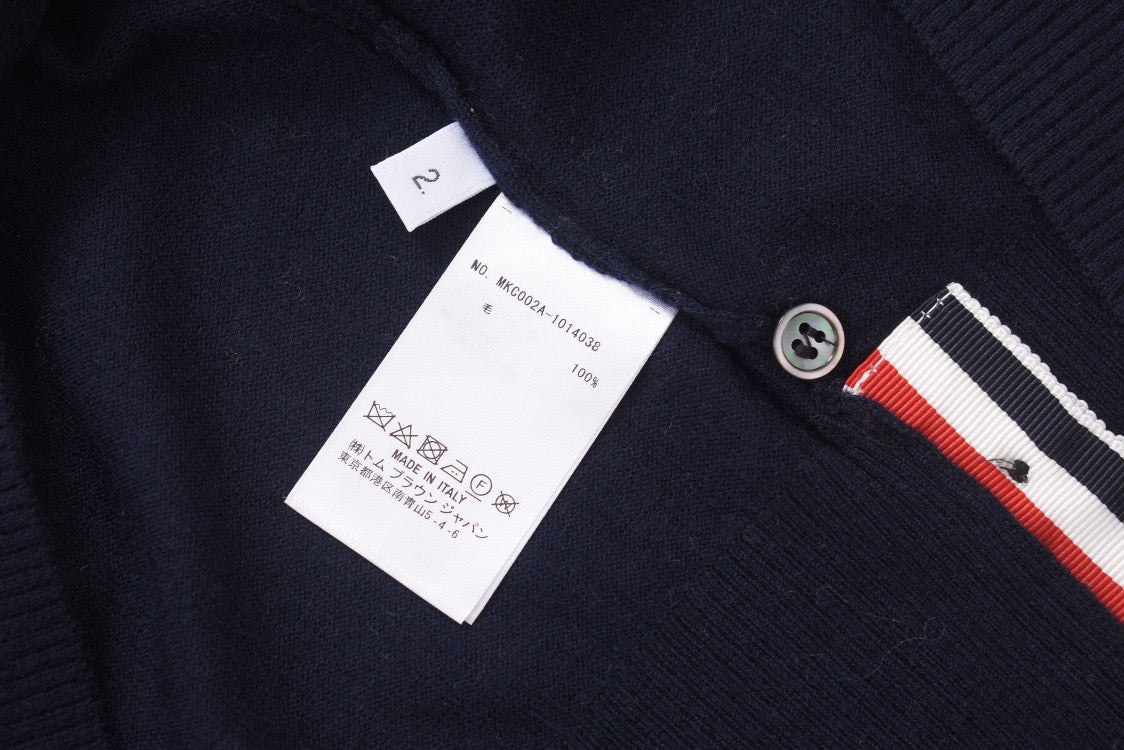 2
NO. MKC002A-1014038
毛 100%
MADE IN ITALY
㈱トム ブラウン ジャパン
東京都港区南青山5-4-6
F
W